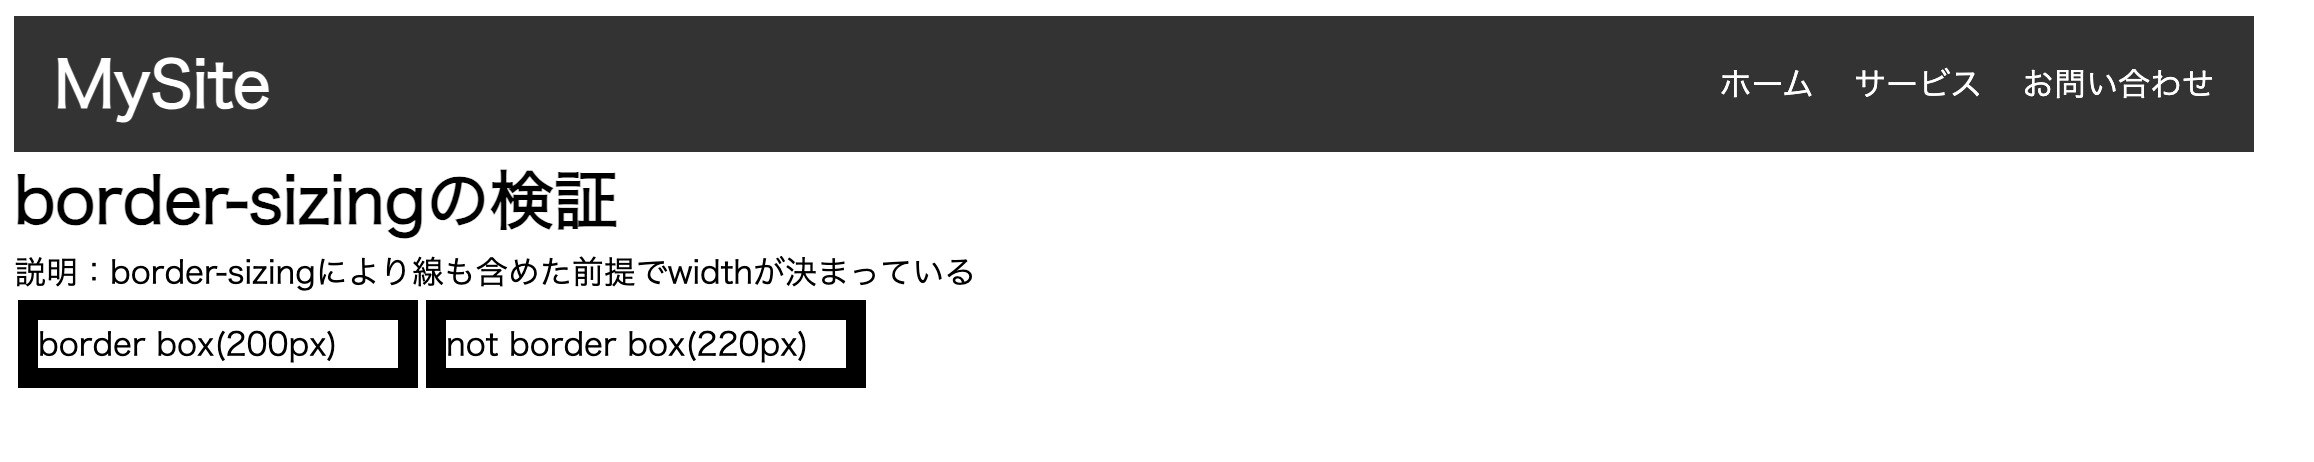 MySite
ホーム サービス お問い合わせ
border-sizingの検証
説明：border-sizingにより線も含めた前提でwidthが決まっている
border box(200px)
not border box(220px)